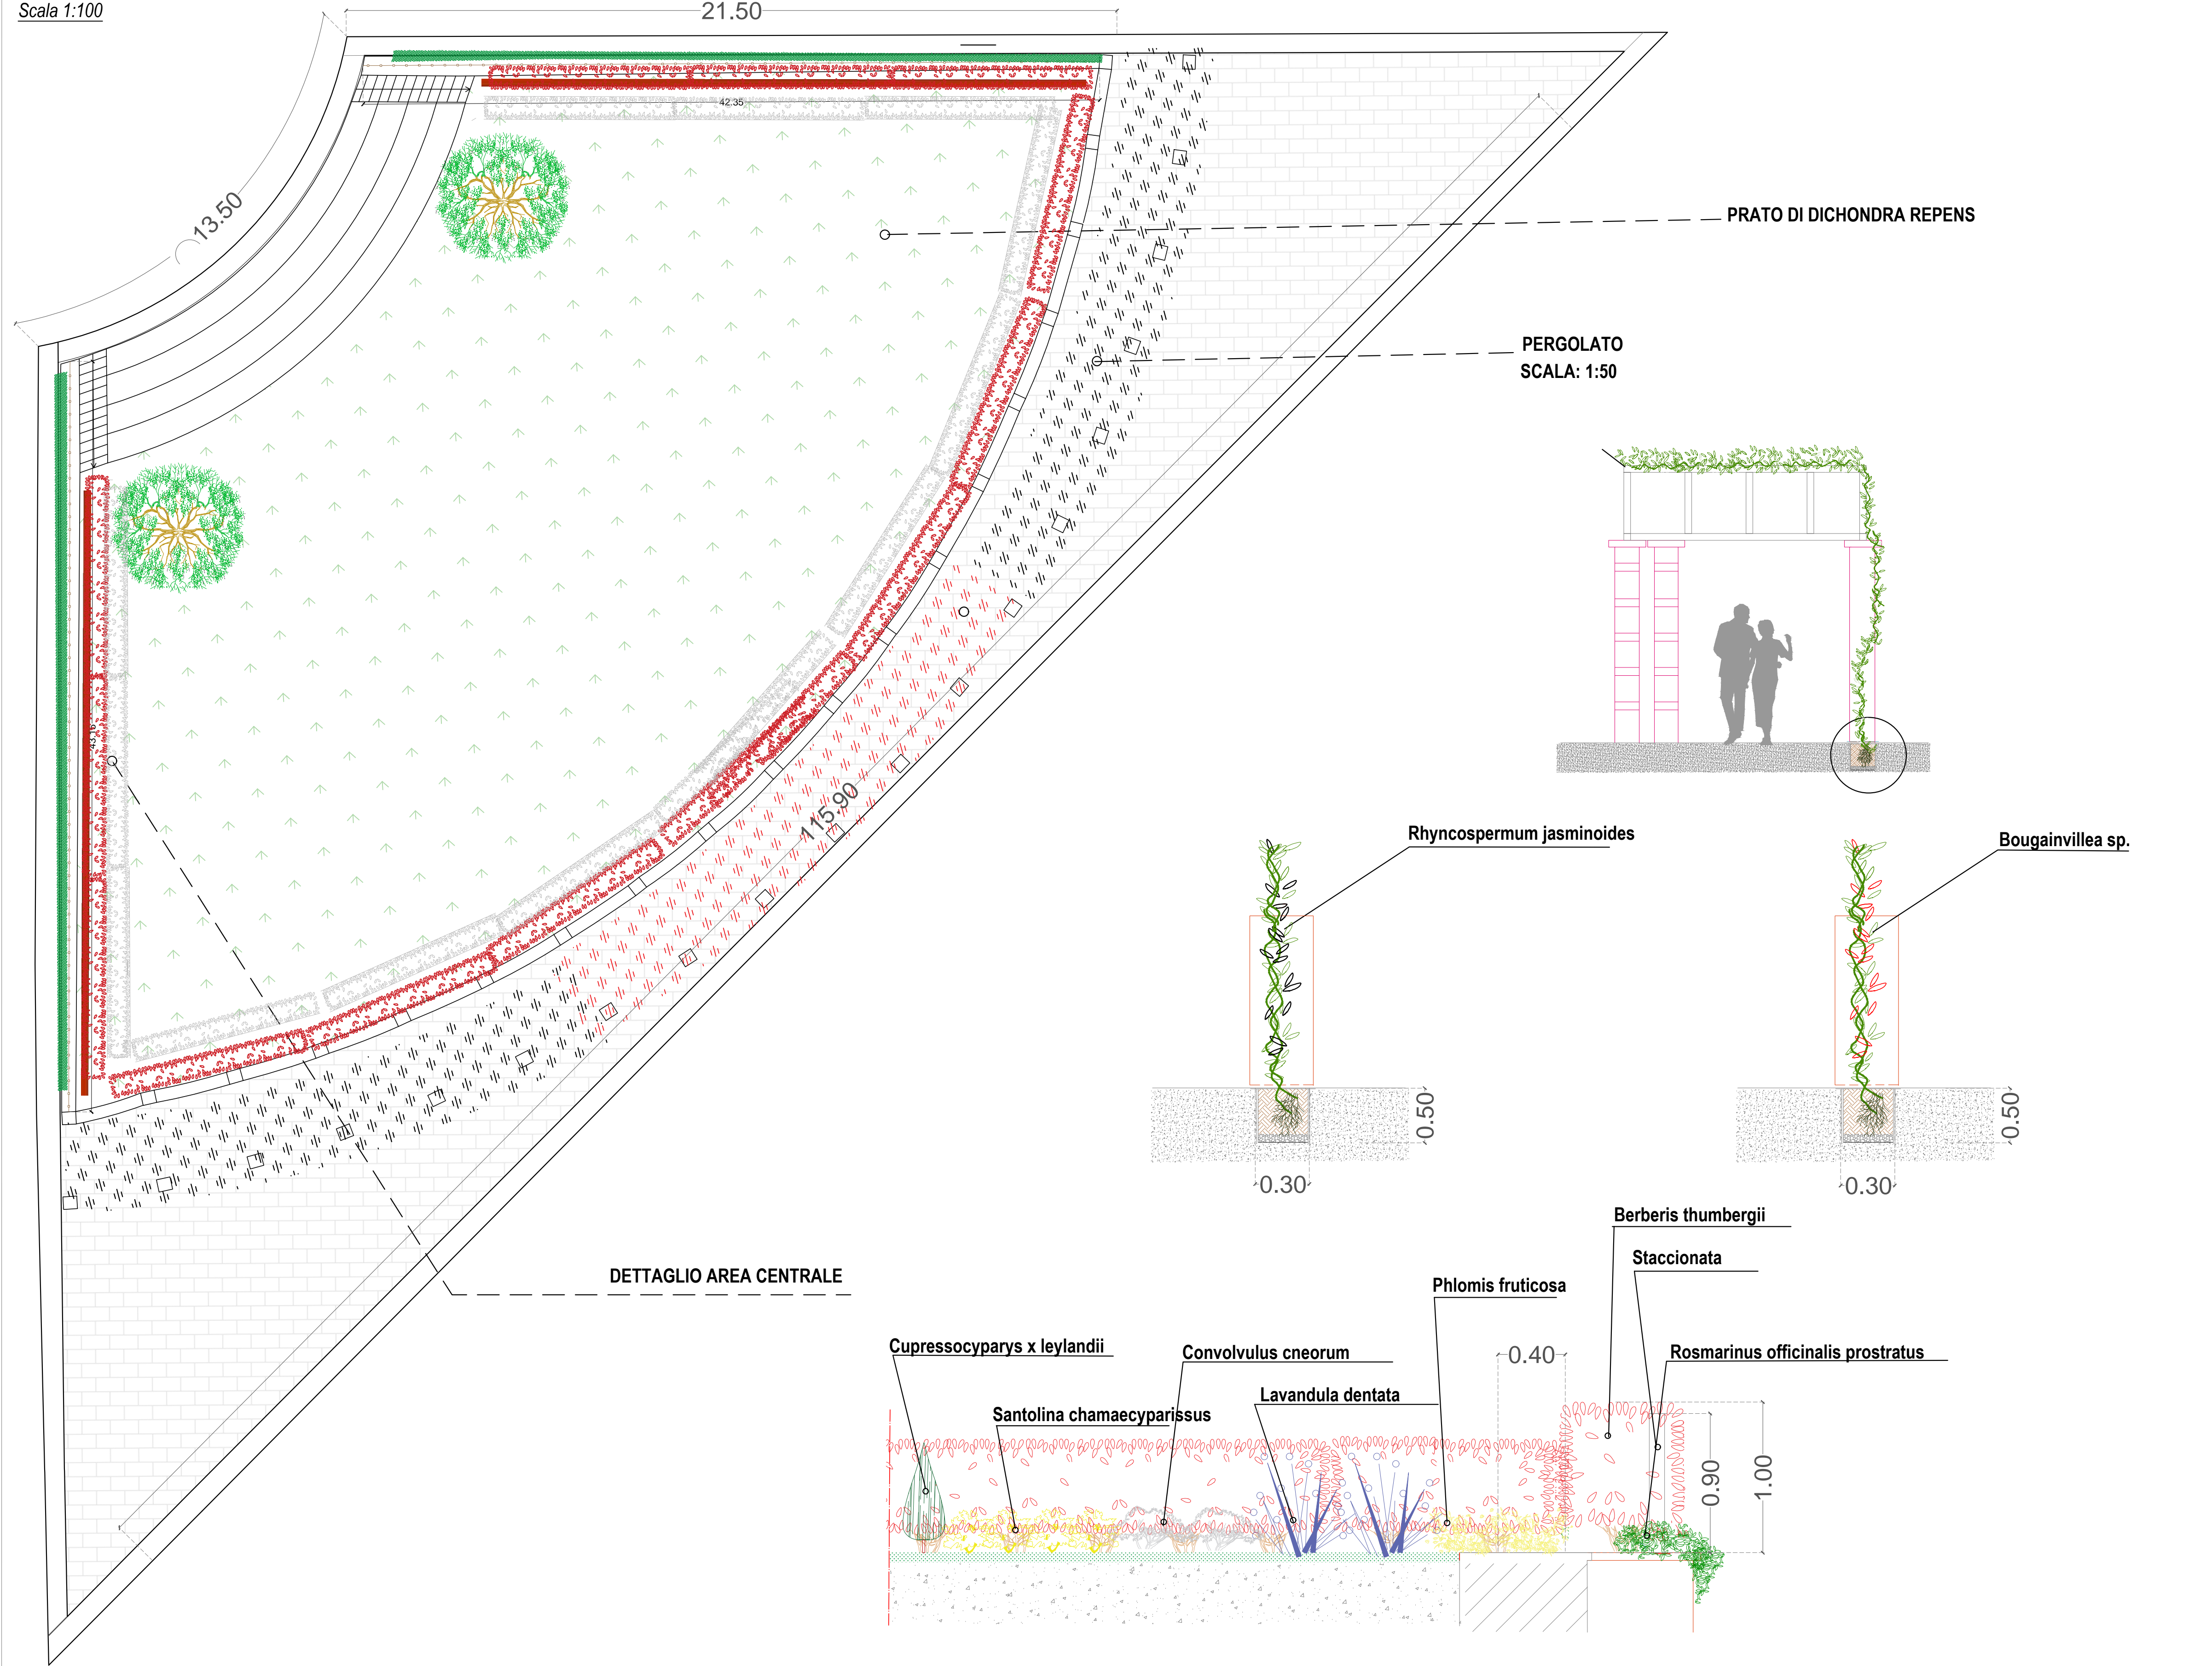 Scala 1:100
21.50
42.35
13.50
PRATO DI DICHONDRA REPENS
PERGOLATO
SCALA: 1:50
43.16
115.90
Rhyncospermum jasminoides
Bougainvillea sp.
0.50
0.50
0.30
0.30
DETTAGLIO AREA CENTRALE
Berberis thumbergii
Staccionata
Phlomis fruticosa
Cupressocyparys x leylandii
Convolvulus cneorum
0.40
Rosmarinus officinalis prostratus
Lavandula dentata
Santolina chamaecyparissus
0.90
1.00